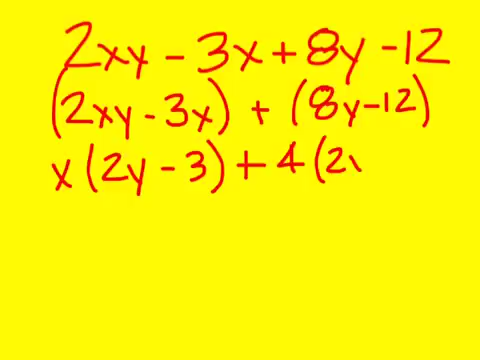 2xy - 3x + 8y - 12
(2xy - 3x) + (8y - 12)
x(2y - 3) + 4(2